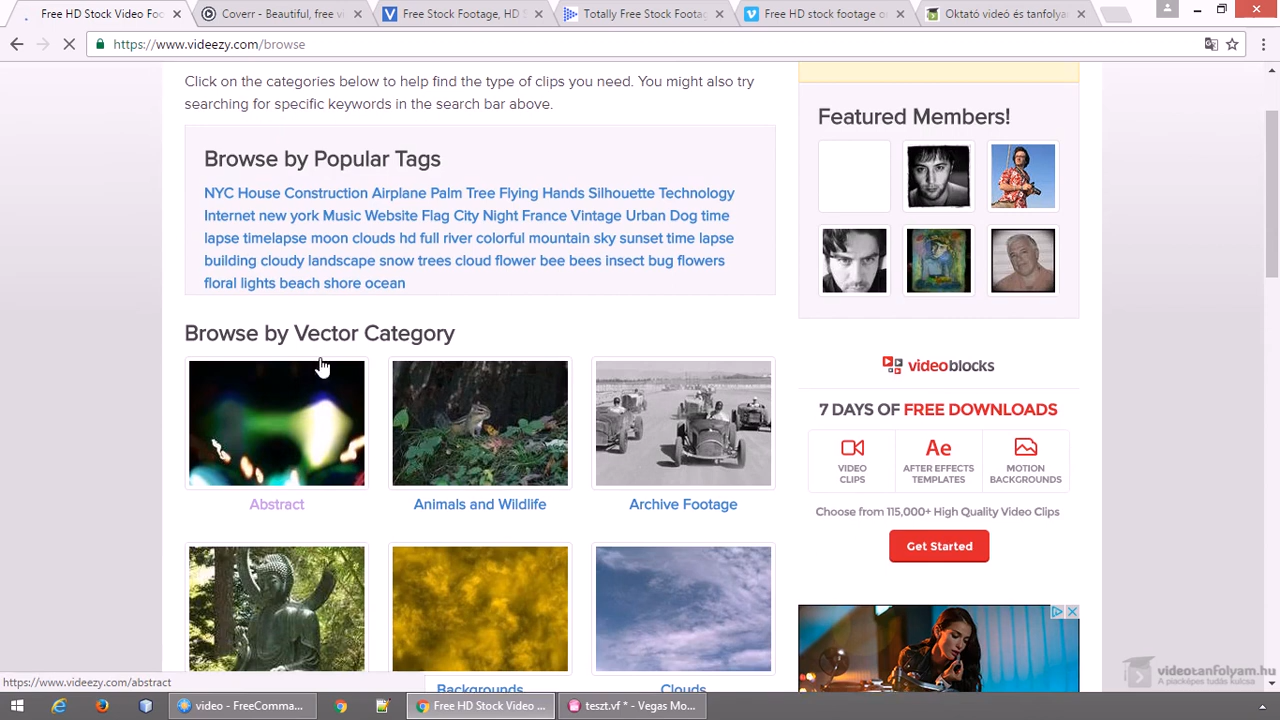 Free HD Stock Video Foo
Coverr - Beautiful, free vi
Free Stock Footage, HD S
Totally Free Stock Footag
Free HD stock footage on
Oktató videó és tanfolyam
https://www.videezy.com/browse
Click on the categories below to help find the type of clips you need. You might also try
searching for specific keywords in the search bar above.
Browse by Popular Tags
NYC House Construction Airplane Palm Tree Flying Hands Silhouette Technology
Internet new york Music Website Flag City Night France Vintage Urban Dog time
lapse timelapse moon clouds hd full river colorful mountain sky sunset time lapse
building cloudy landscape snow trees cloud flower bee bees insect bug flowers
floral lights beach shore ocean
Browse by Vector Category
Abstract
Animals and Wildlife
Archive Footage
Backgrounds
Clouds
Featured Members!
videoblocks
7 DAYS OF FREE DOWNLOADS
VIDEO
CLIPS
Ae
AFTER EFFECTS
TEMPLATES
MOTION
BACKGROUNDS
Choose from 115,000+ High Quality Video Clips
Get Started
https://www.videezy.com/abstract
videotanfolyam.hu
A piacképes tudás kulcsa
video - FreeComma...
Free HD Stock Video ...
teszt.vf * - Vegas Mo...